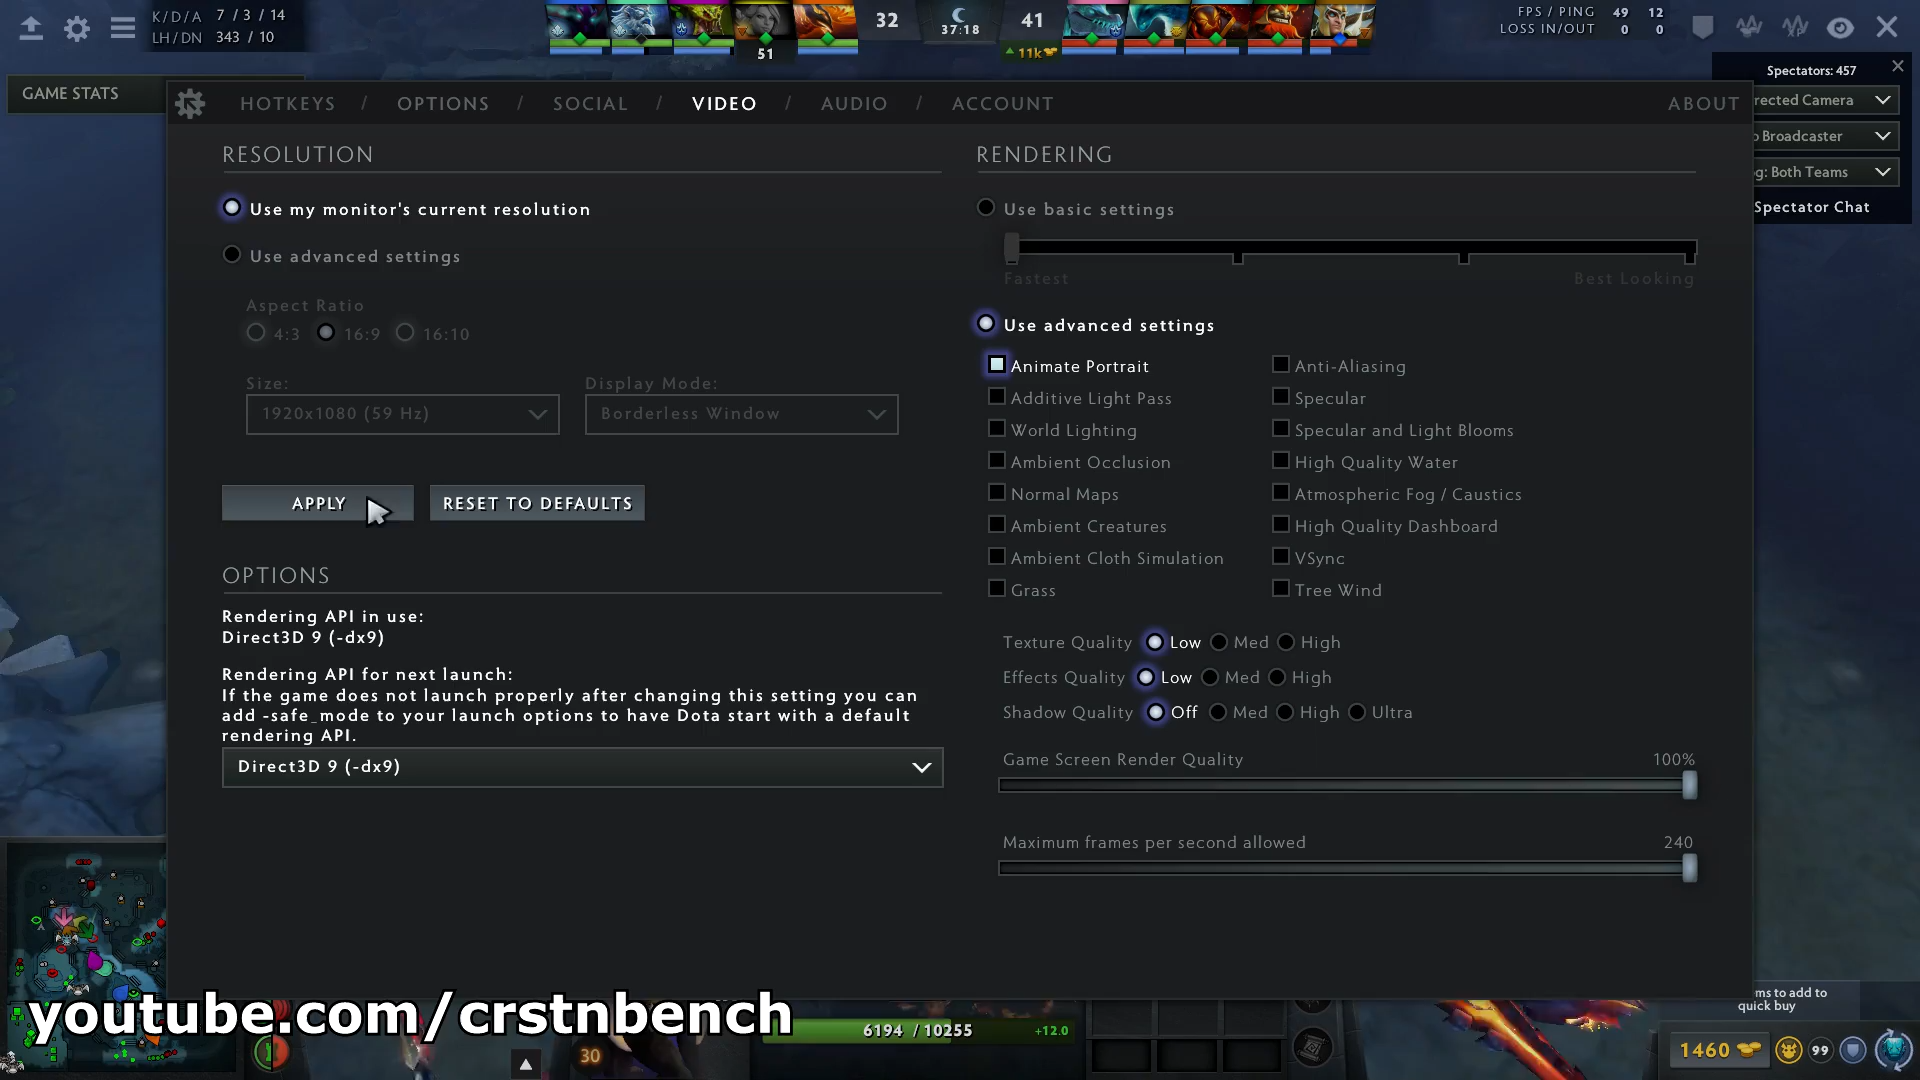 K/D/A 7 / 3 / 14
LH/DN 343 / 10
32
37:18
41
51
11k
FPS / PING 49 12
LOSS IN/OUT 0 0
GAME STATS
HOTKEYS / OPTIONS / SOCIAL / VIDEO / AUDIO / ACCOUNT
ABOUT
Spectators: 457
rected Camera
Broadcaster
g: Both Teams
Spectator Chat
RESOLUTION
Use my monitor's current resolution
Use advanced settings
Aspect Ratio
4:3 16:9 16:10
Size:
Display Mode:
1920x1080 (59 Hz)
Borderless Window
APPLY
RESET TO DEFAULTS
OPTIONS
Rendering API in use:
Direct3D 9 (-dx9)
Rendering API for next launch:
If the game does not launch properly after changing this setting you can
add -safe_mode to your launch options to have Dota start with a default
rendering API.
Direct3D 9 (-dx9)
RENDERING
Use basic settings
Fastest
Best Looking
Use advanced settings
Animate Portrait
Anti-Aliasing
Additive Light Pass
Specular
World Lighting
Specular and Light Blooms
Ambient Occlusion
High Quality Water
Normal Maps
Atmospheric Fog / Caustics
Ambient Creatures
High Quality Dashboard
Ambient Cloth Simulation
VSync
Grass
Tree Wind
Texture Quality Low Med High
Effects Quality Low Med High
Shadow Quality Off Med High Ultra
Game Screen Render Quality 100%
Maximum frames per second allowed 240
youtube.com/crstnbench
30
6194 / 10255
+12.0
ms to add to
quick buy
1460
99